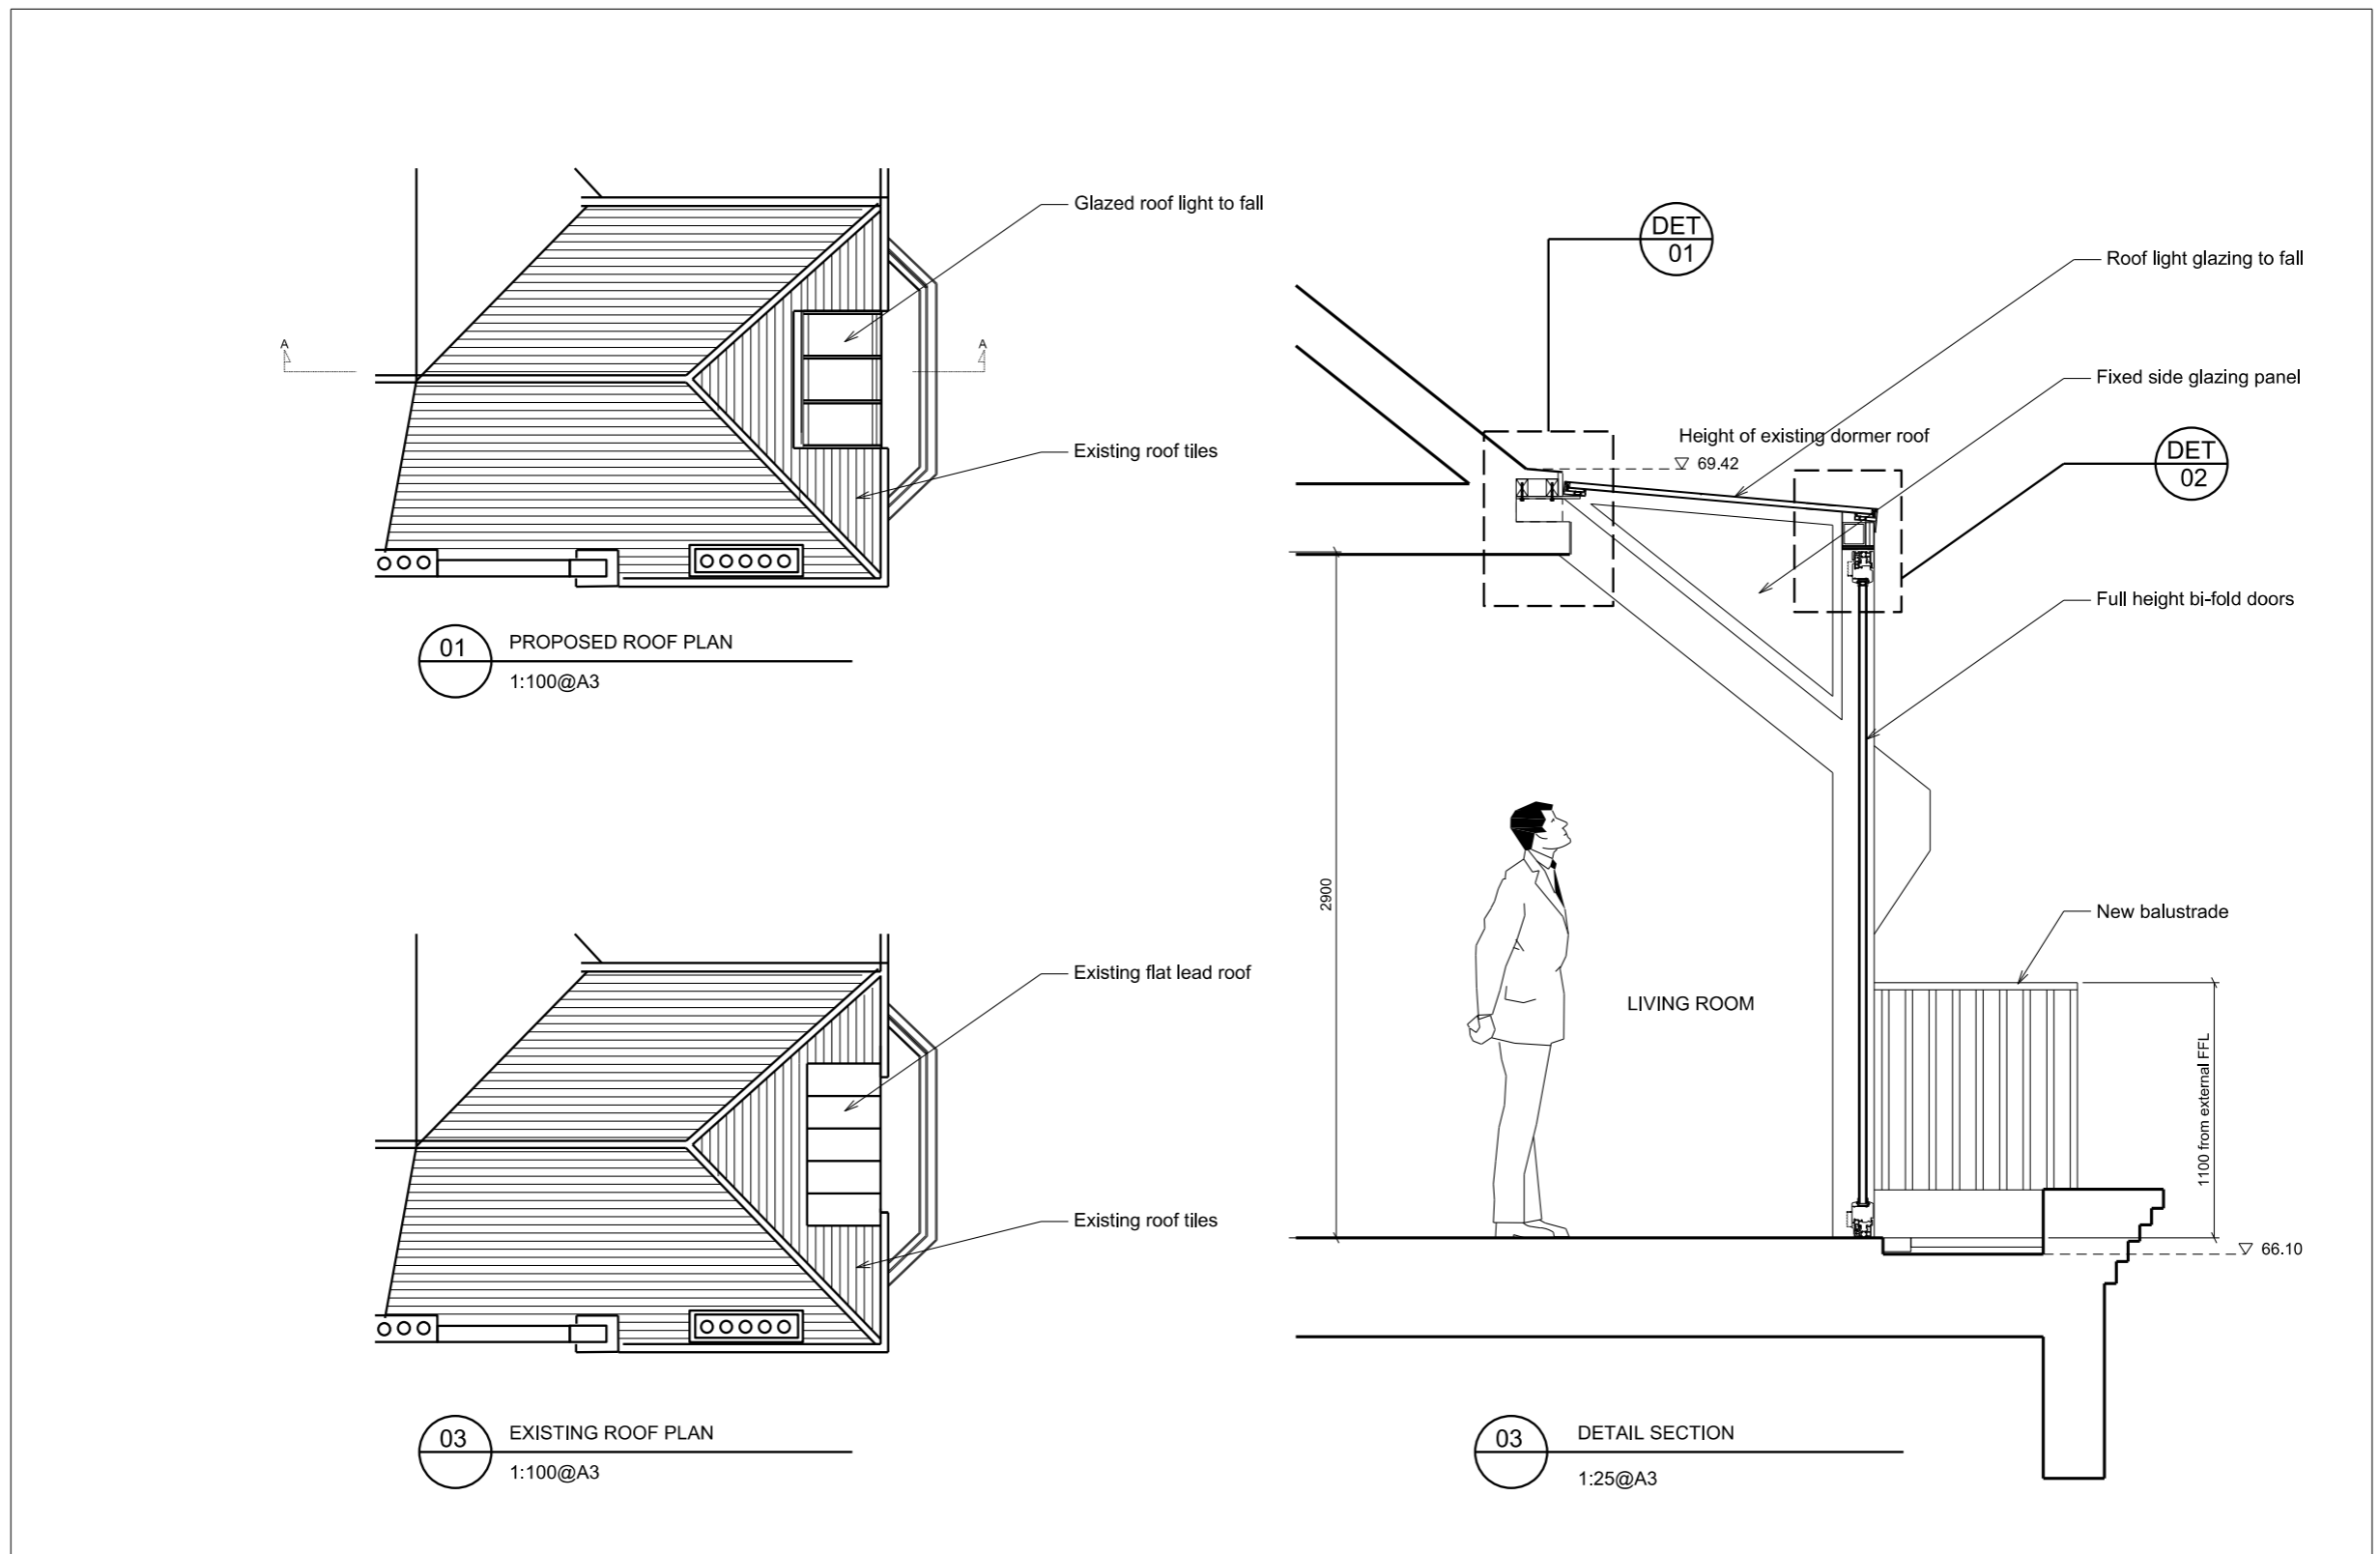 Glazed roof light to fall
A
A
Existing roof tiles
01
PROPOSED ROOF PLAN
1:100@A3
Existing flat lead roof
Existing roof tiles
03
EXISTING ROOF PLAN
1:100@A3
DET
01
Roof light glazing to fall
Fixed side glazing panel
Height of existing dormer roof
69.42
DET
02
Full height bi-fold doors
2900
New balustrade
LIVING ROOM
1100 from external FFL
66.10
03
DETAIL SECTION
1:25@A3